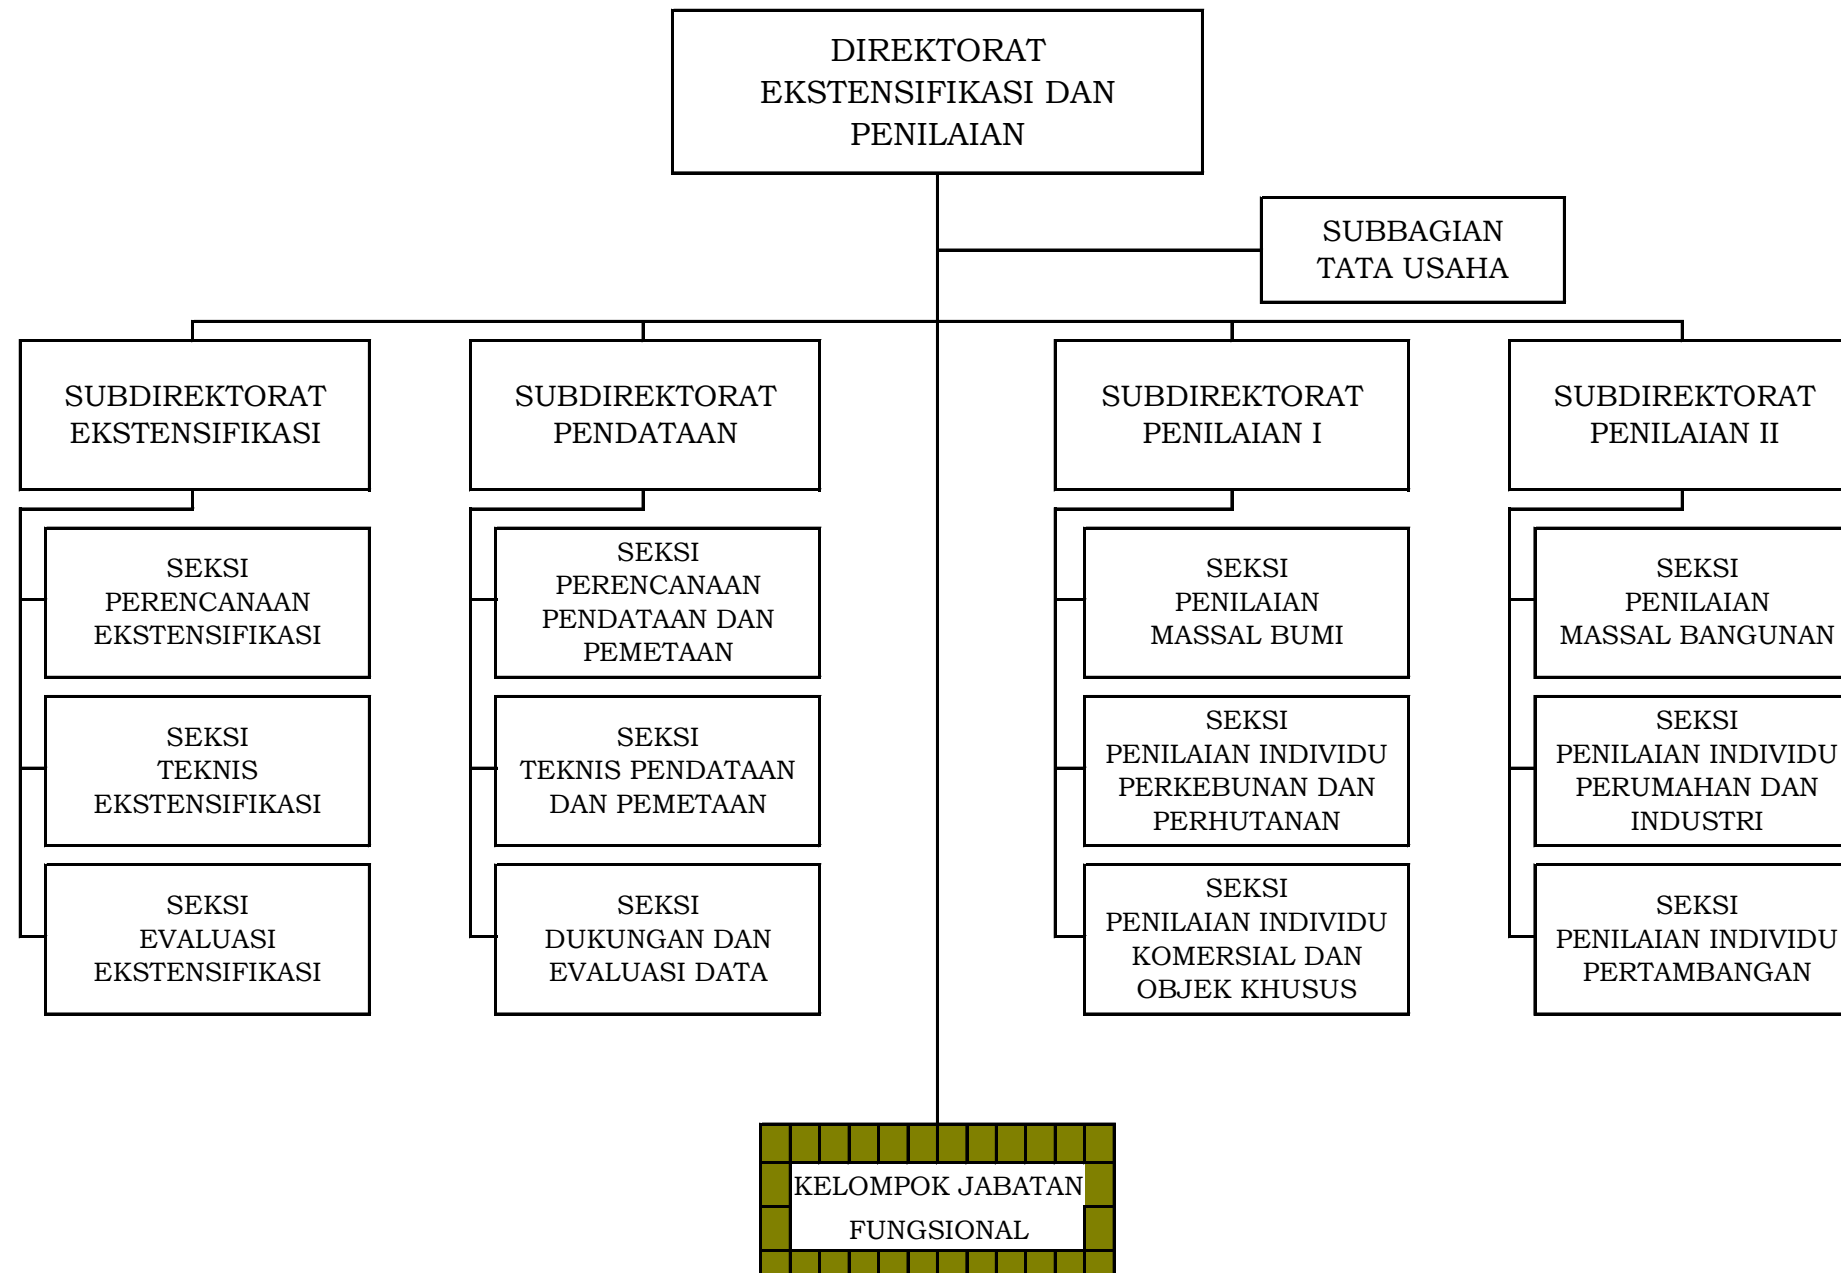 DIREKTORAT
EKSTENSIFIKASI DAN
PENILAIAN
SUBBAGIAN
TATA USAHA
SUBDIREKTORAT
EKSTENSIFIKASI
SUBDIREKTORAT
PENDATAAN
SUBDIREKTORAT
PENILAIAN I
SUBDIREKTORAT
PENILAIAN II
SEKSI
PERENCANAAN
EKSTENSIFIKASI
SEKSI
PERENCANAAN
PENDATAAN DAN
PEMETAAN
SEKSI
PENILAIAN
MASSAL BUMI
SEKSI
PENILAIAN
MASSAL BANGUNAN
SEKSI
TEKNIS
EKSTENSIFIKASI
SEKSI
TEKNIS PENDATAAN
DAN PEMETAAN
SEKSI
PENILAIAN INDIVIDU
PERKEBUNAN DAN
PERHUTANAN
SEKSI
PENILAIAN INDIVIDU
PERUMAHAN DAN
INDUSTRI
SEKSI
EVALUASI
EKSTENSIFIKASI
SEKSI
DUKUNGAN DAN
EVALUASI DATA
SEKSI
PENILAIAN INDIVIDU
KOMERSIAL DAN
OBJEK KHUSUS
SEKSI
PENILAIAN INDIVIDU
PERTAMBANGAN
KELOMPOK JABATAN
FUNGSIONAL